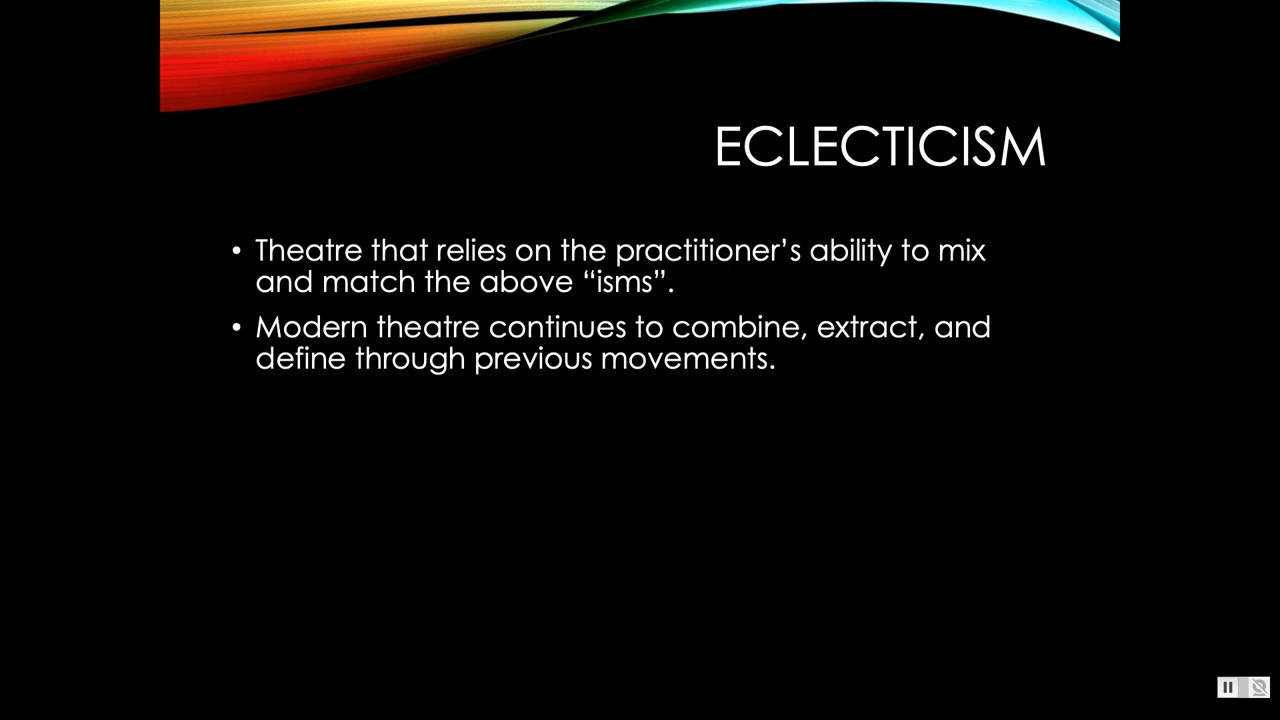 ECLECTICISM
• Theatre that relies on the practitioner’s ability to mix
and match the above “isms”.
• Modern theatre continues to combine, extract, and
define through previous movements.